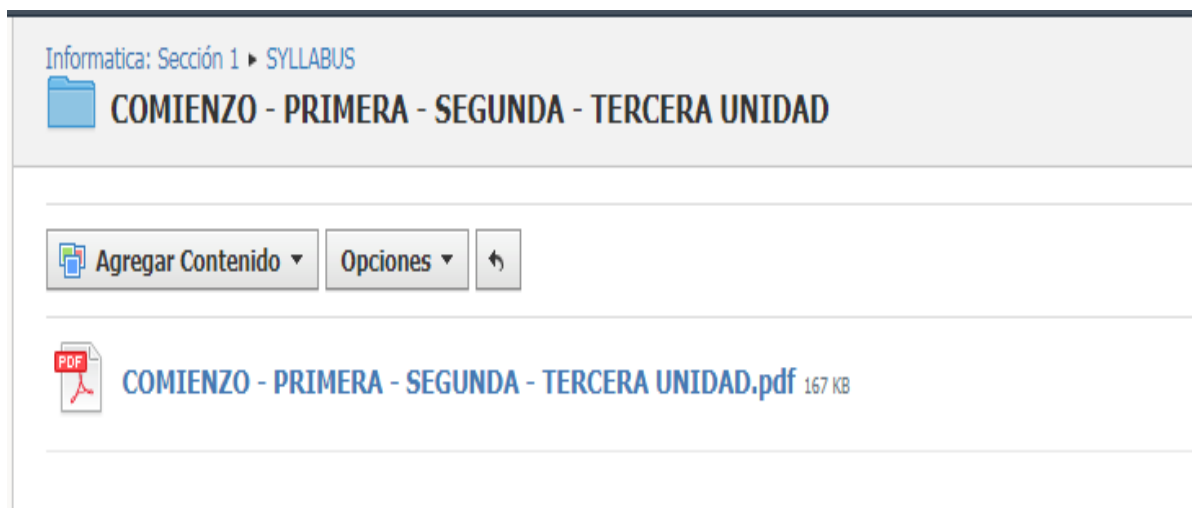 Informatica: Sección 1 ▸ SYLLABUS
COMIENZO - PRIMERA - SEGUNDA - TERCERA UNIDAD
Agregar Contenido Opciones
PDF
COMIENZO - PRIMERA - SEGUNDA - TERCERA UNIDAD.pdf 167 KB